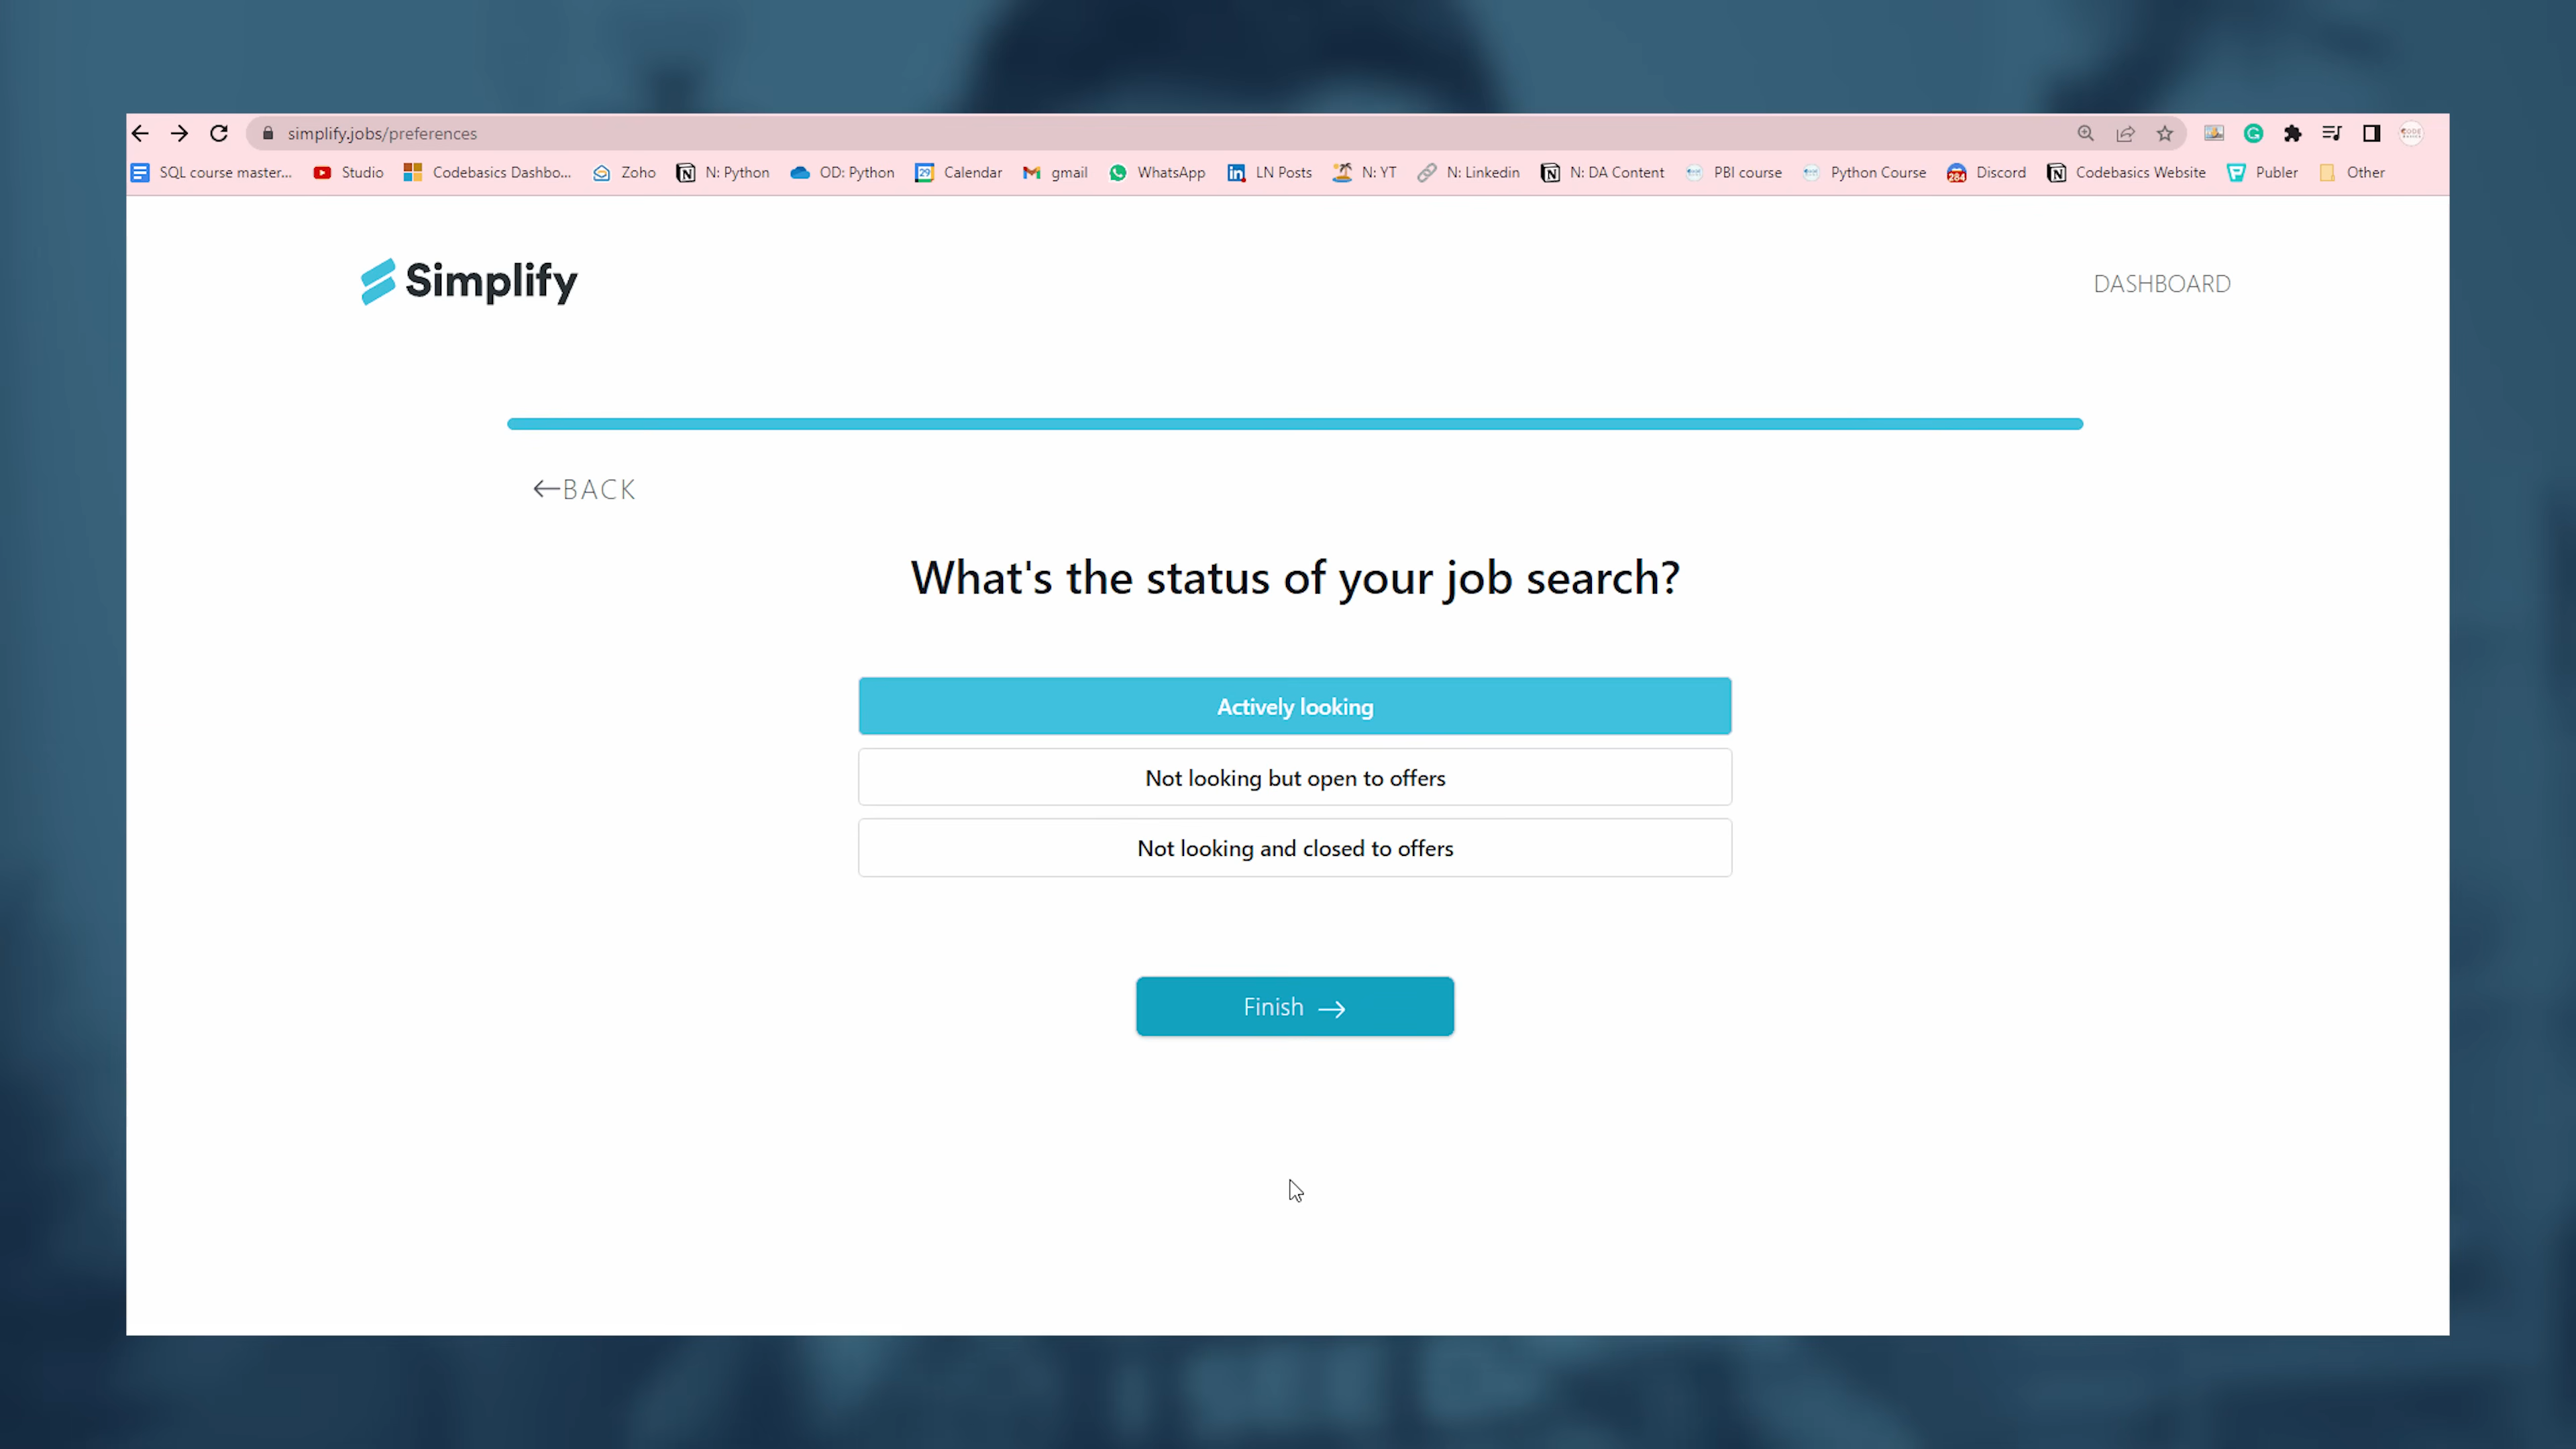 simplify.jobs/preferences
SQL course master... Studio Codebasics Dashbo... Zoho N: Python OD: Python 29 Calendar gmail WhatsApp LN Posts N: YT N: Linkedin N: DA Content PBI course Python Course 284 Discord Codebasics Website Publer Other
Simplify
DASHBOARD
BACK
What's the status of your job search?
Actively looking
Not looking but open to offers
Not looking and closed to offers
Finish